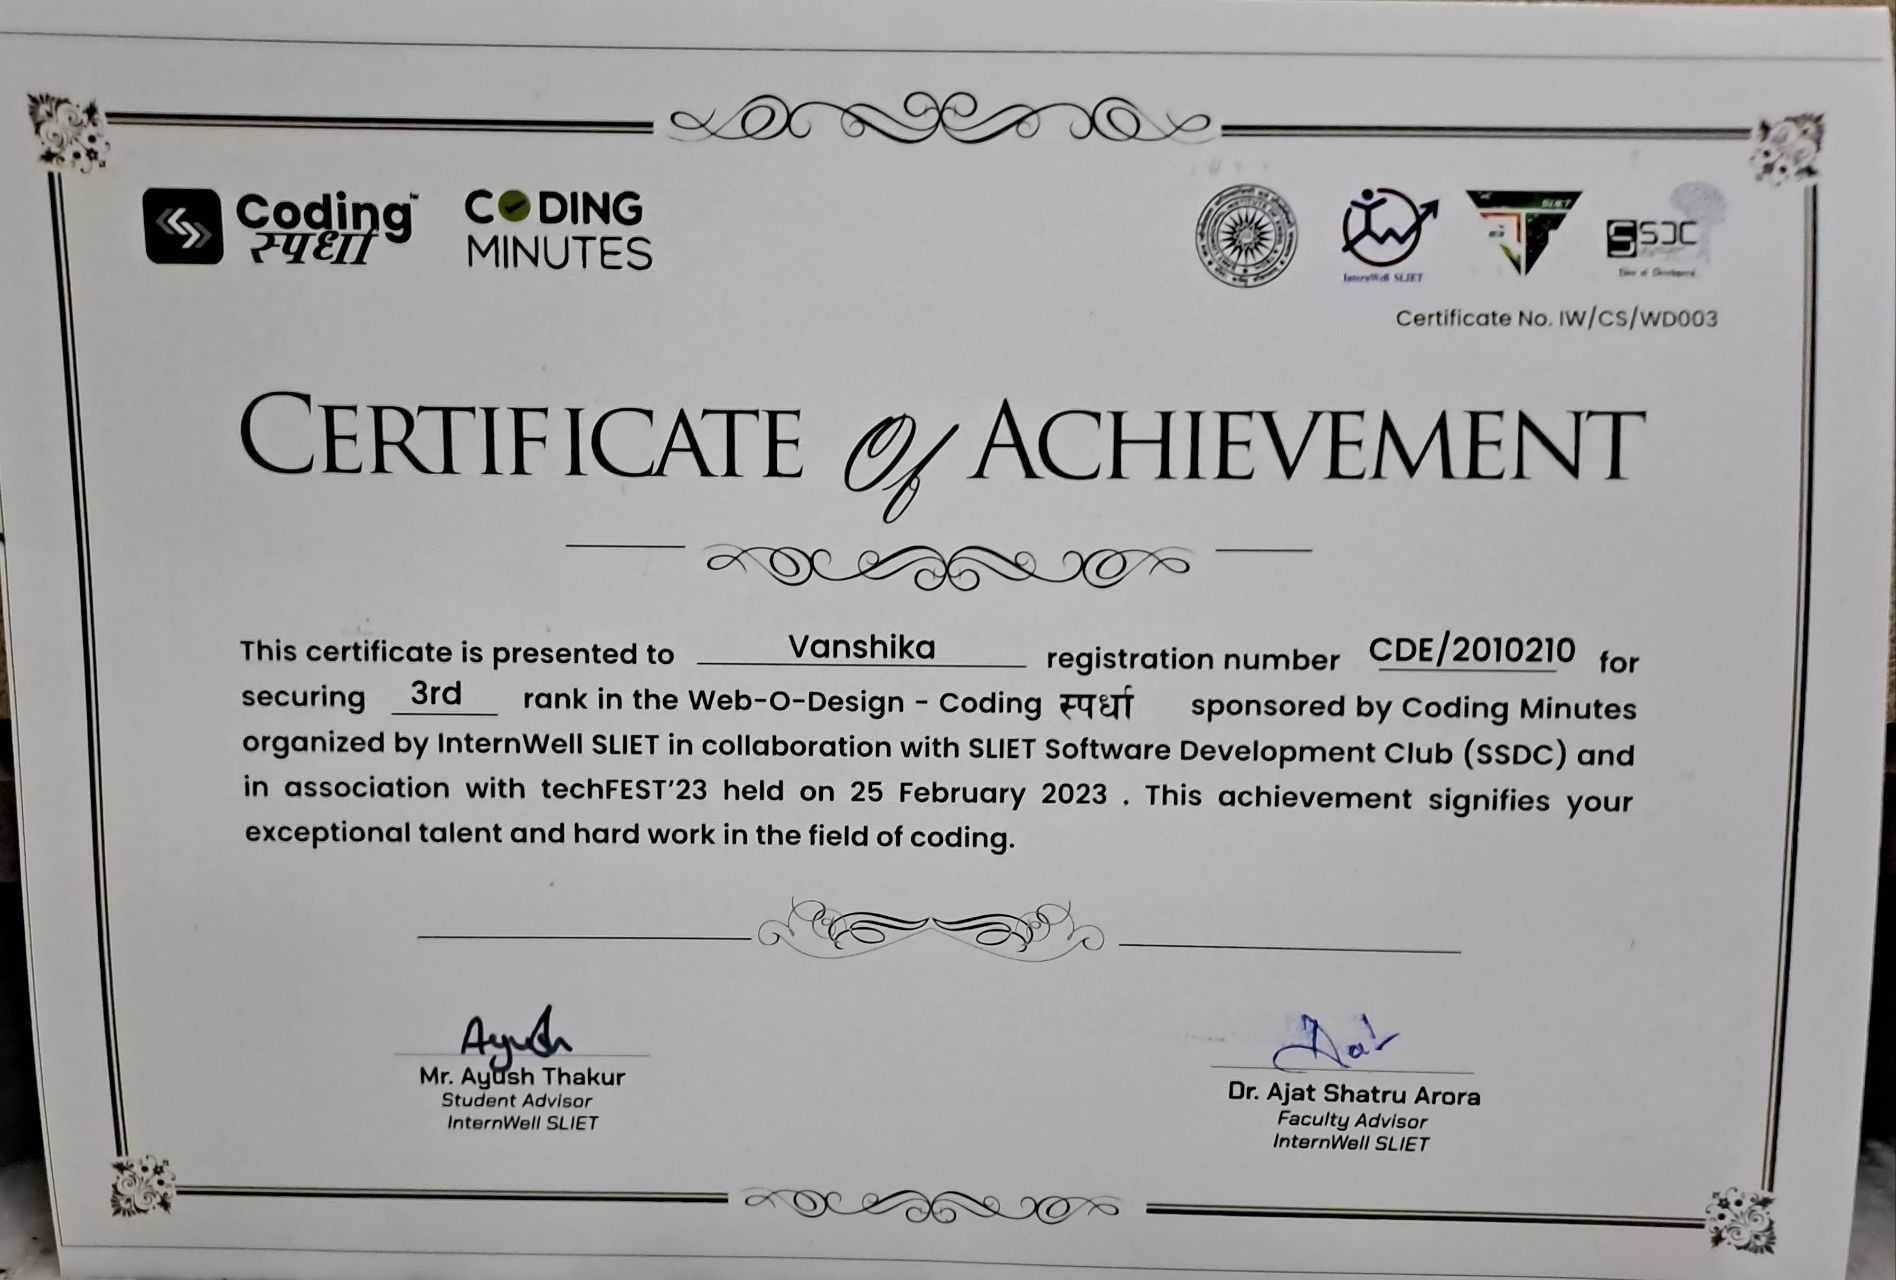 Coding
स्पर्धा
CODING
MINUTES
InternWell SLIET
SLIET
SSDC
Certificate No. IW/CS/WD003
CERTIFICATE Of ACHIEVEMENT
This certificate is presented to Vanshika registration number CDE/2010210 for
securing 3rd rank in the Web-O-Design - Coding स्पर्धा sponsored by Coding Minutes
organized by InternWell SLIET in collaboration with SLIET Software Development Club (SSDC) and
in association with techFEST'23 held on 25 February 2023 . This achievement signifies your
exceptional talent and hard work in the field of coding.
Ayush
Mr. Ayush Thakur
Student Advisor
InternWell SLIET
Dr. Ajat Shatru Arora
Faculty Advisor
InternWell SLIET